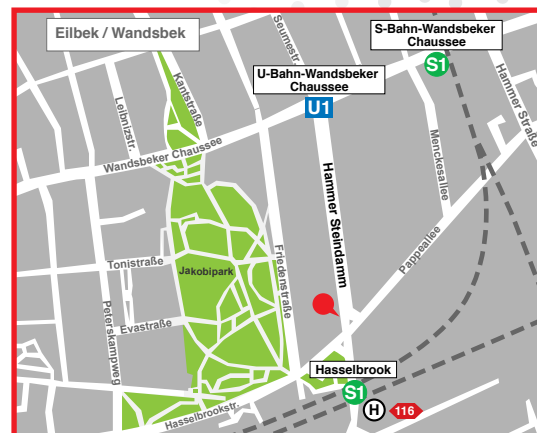 Eilbek / Wandsbek
S-Bahn-Wandsbeker
Chaussee
S1
Seumestr.
U-Bahn-Wandsbeker
Chaussee
U1
Kantstraße
Hammer Straße
Leibnizstr.
Wandsbeker Chaussee
Menckesallee
Hammer Steindamm
Pappeallee
Tonistraße
Jakobipark
Friedenstraße
Peterskampweg
Evastraße
Hasselbrook
S1
H 116
Hasselbrookstr.